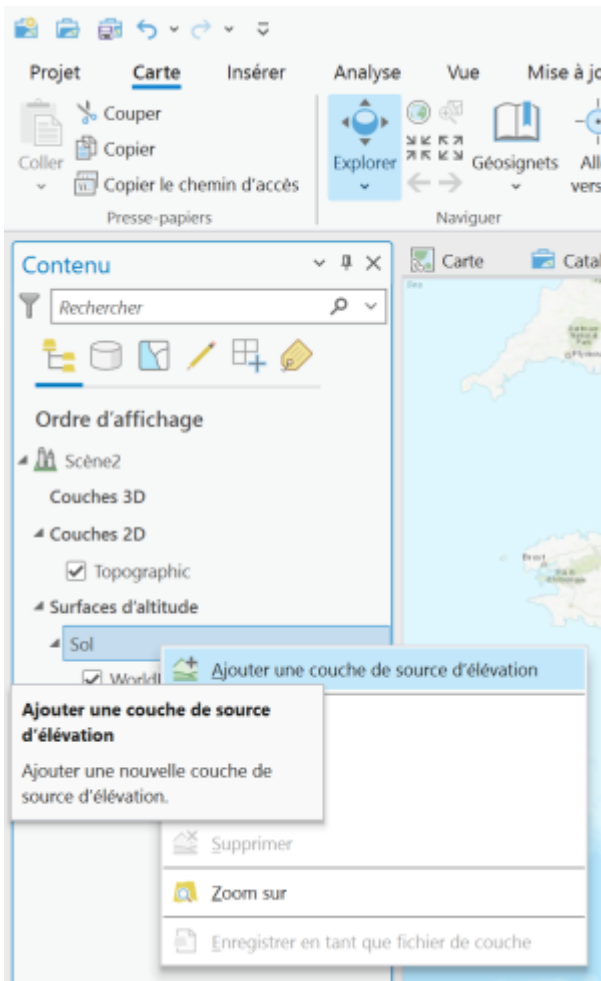 Projet Carte Insérer Analyse Vue Mise à jo
Coller
Couper
Copier
Copier le chemin d'accès
Presse-papiers
Explorer
Géosignets
All
vers
Naviguer
Contenu
Carte
Catal
Rechercher
Ordre d'affichage
Scène2
Couches 3D
Couches 2D
Topographic
Surfaces d'altitude
Sol
Ajouter une couche de source d'élévation
World
Ajouter une couche de source
d'élévation
Ajouter une nouvelle couche de
source d'élévation.
Supprimer
Zoom sur
Enregistrer en tant que fichier de couche
Brest